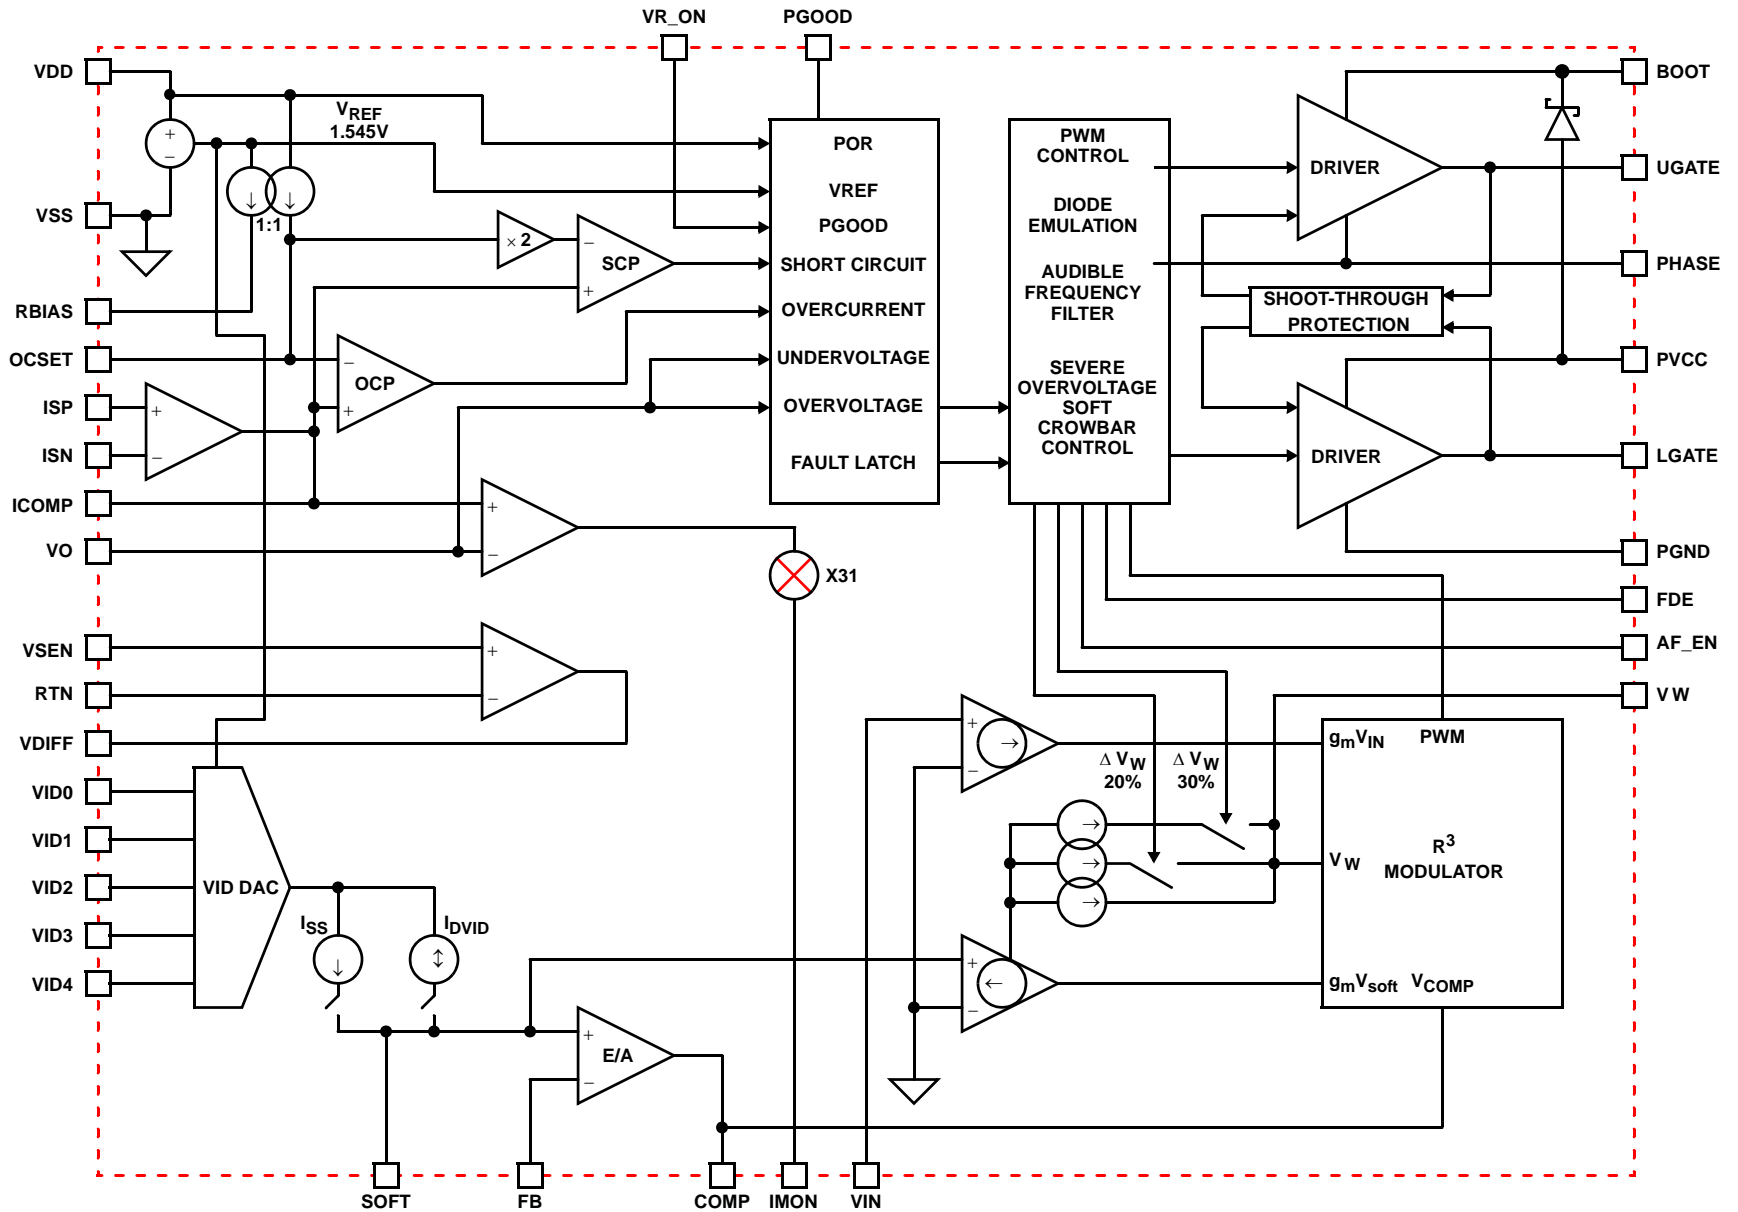 VR_ON
PGOOD
VDD
VSS
RBIAS
OCSET
ISP
ISN
ICOMP
VO
VSEN
RTN
VDIFF
VID0
VID1
VID2
VID3
VID4
+
−
VREF
1.545V
1:1
× 2
−
SCP
+
−
OCP
+
+
−
+
−
X31
+
−
VID DAC
ISS
IDVID
+
E/A
−
POR
VREF
PGOOD
SHORT CIRCUIT
OVERCURRENT
UNDERVOLTAGE
OVERVOLTAGE
FAULT LATCH
PWM
CONTROL
DIODE
EMULATION
AUDIBLE
FREQUENCY
FILTER
SEVERE
OVERVOLTAGE
SOFT
CROWBAR
CONTROL
DRIVER
SHOOT-THROUGH
PROTECTION
DRIVER
BOOT
UGATE
PHASE
PVCC
LGATE
PGND
FDE
AF_EN
VW
+
−
Δ VW
20%
Δ VW
30%
+
−
gmVIN
PWM
VW
R3
MODULATOR
gmVsoft
VCOMP
SOFT
FB
COMP
IMON
VIN